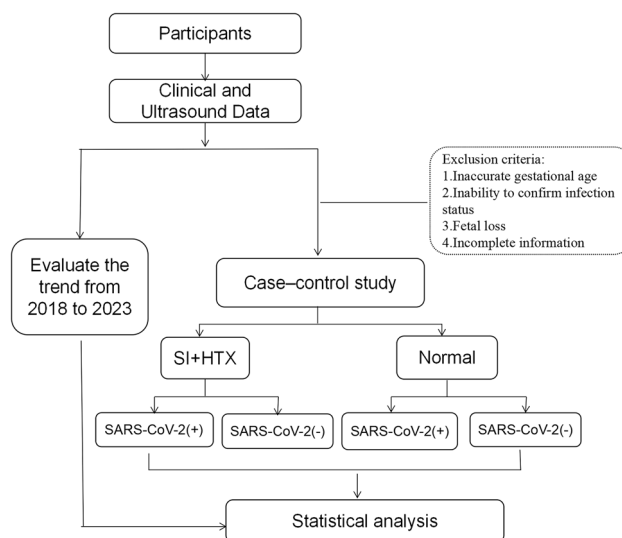 Participants
Clinical and
Ultrasound Data
Exclusion criteria:
1.Inaccurate gestational age
2.Inability to confirm infection
status
3.Fetal loss
4.Incomplete information
Evaluate the
trend from
2018 to 2023
Case–control study
SI+HTX
Normal
SARS-CoV-2(+)
SARS-CoV-2(-)
SARS-CoV-2(+)
SARS-CoV-2(-)
Statistical analysis